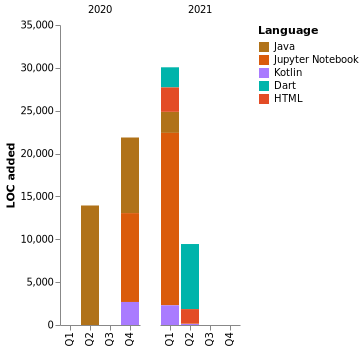 2020 2021
35,000
30,000
25,000
20,000
15,000
10,000
5,000
0
LOC added
Q1 Q2 Q3 Q4 Q1 Q2 Q3 Q4
Language
Java
Jupyter Notebook
Kotlin
Dart
HTML